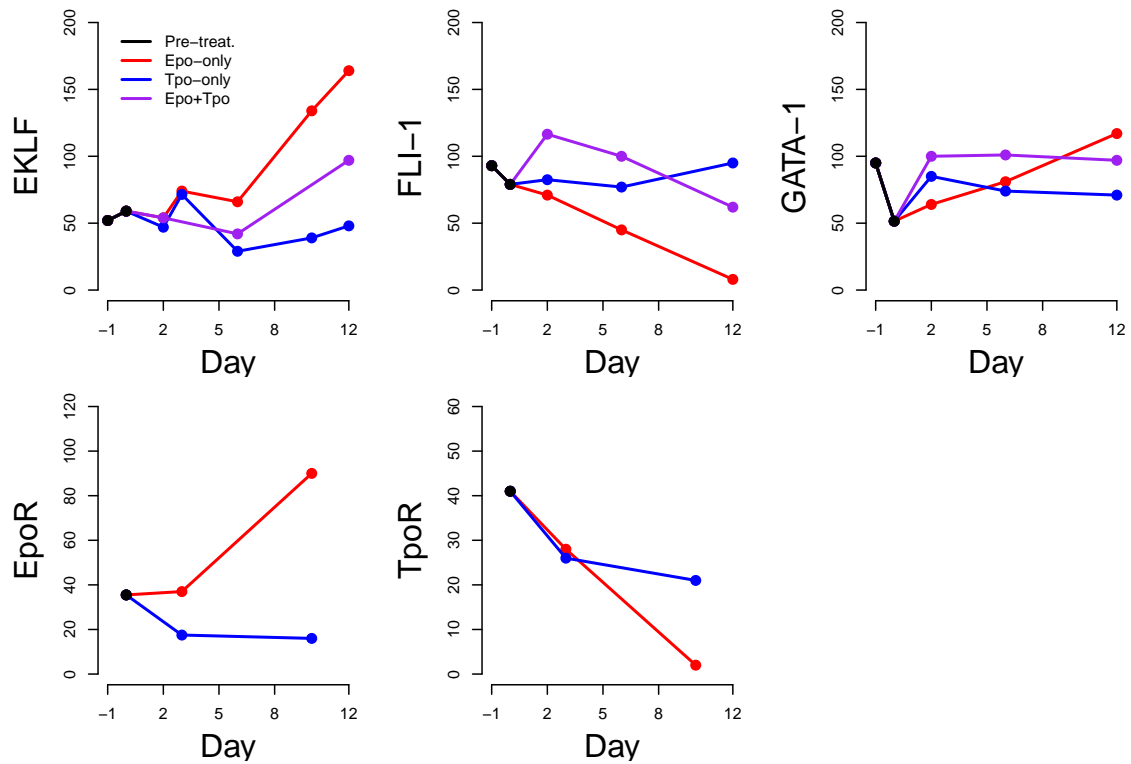 EKLF
0 50 100 150 200
Pre-treat.
Epo-only
Tpo-only
Epo+Tpo
-1 2 5 8 12
Day
FLI-1
0 50 100 150 200
-1 2 5 8 12
Day
GATA-1
0 50 100 150 200
-1 2 5 8 12
Day
EpoR
0 20 40 60 80 100 120
-1 2 5 8 12
Day
TpoR
0 10 20 30 40 50 60
-1 2 5 8 12
Day